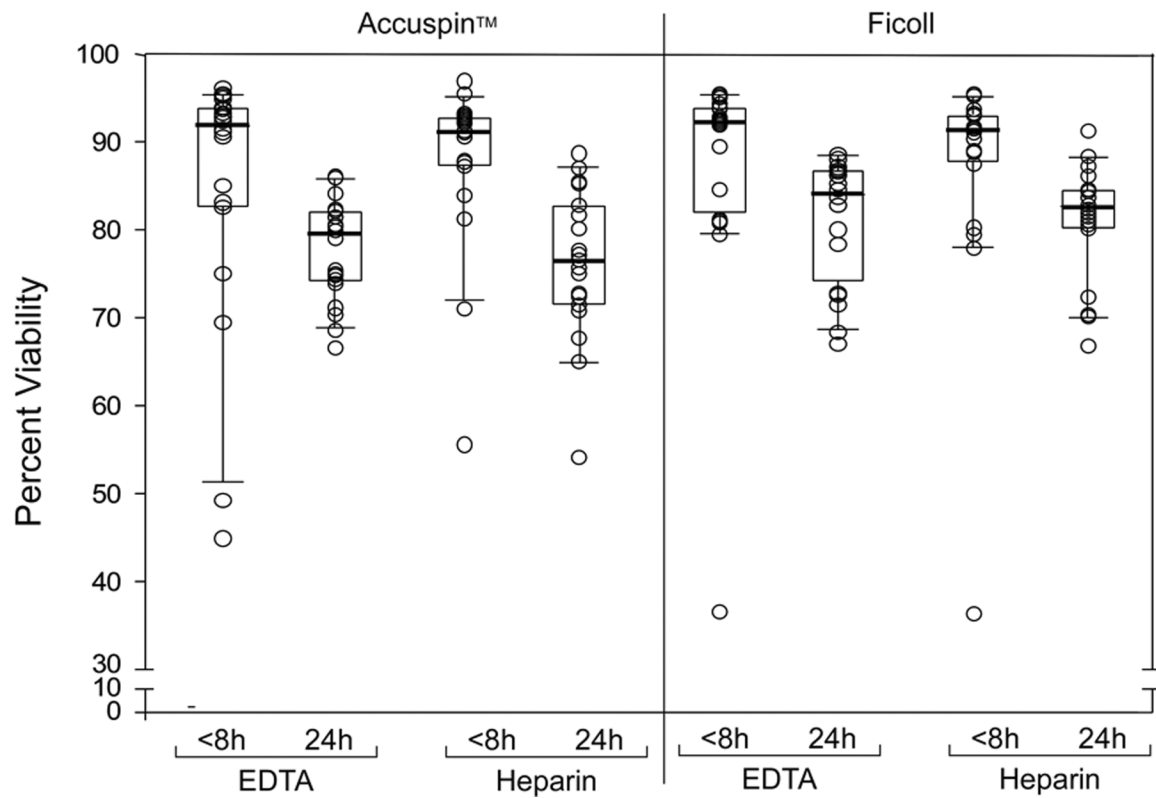 Accuspin™ Ficoll
Percent Viability
100
90
80
70
60
50
40
30
10
0
<8h 24h <8h 24h <8h 24h <8h 24h
EDTA Heparin EDTA Heparin